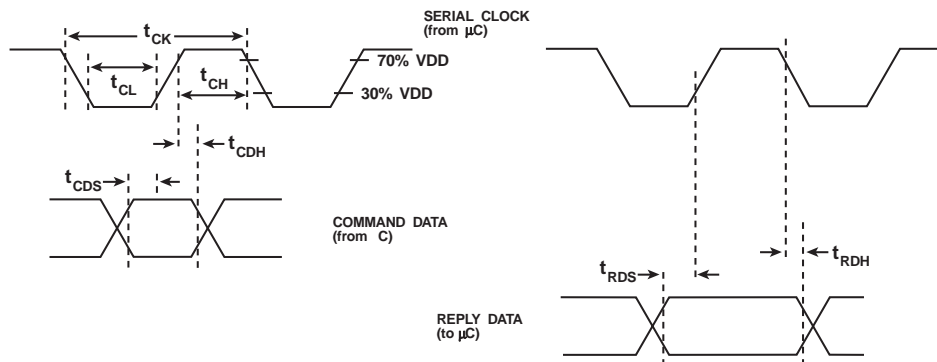 SERIAL CLOCK
(from µC)
tCK
70% VDD
tCL
tCH
30% VDD
tCDH
tCDS
COMMAND DATA
(from C)
tRDS
tRDH
REPLY DATA
(to µC)